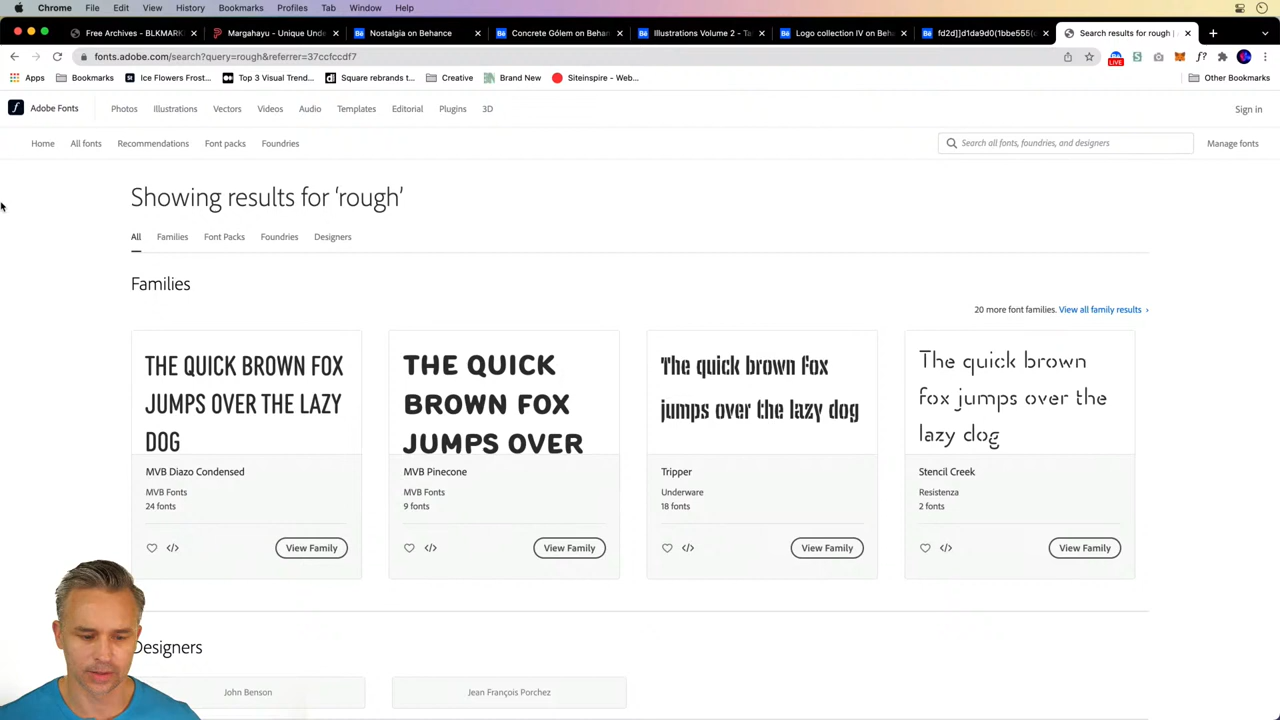 Chrome File Edit View History Bookmarks Profiles Tab Window Help
Free Archives - BLKMARK Margahayu - Unique Und Nostalgia on Behance Concrete Gólem on Behan Illustrations Volume 2 - Ta Logo collection IV on Behan fd2j]]d1da9d0(1bbe555( Search results for rough |
fonts.adobe.com/search?query=rough&referrer=37ccfccdf7
LIVE
Apps Bookmarks Ice Flowers Frost... Top 3 Visual Trend... Square rebrands t... Creative Brand New Siteinspire - Web... Other Bookmarks
Adobe Fonts Photos Illustrations Vectors Videos Audio Templates Editorial Plugins 3D Sign in
Home All fonts Recommendations Font packs Foundries Search all fonts, foundries, and designers Manage fonts
Showing results for ‘rough’
All Families Font Packs Foundries Designers
Families
20 more font families. View all family results ›
THE QUICK BROWN FOX
JUMPS OVER THE LAZY
DOG
MVB Diazo Condensed
MVB Fonts
24 fonts
View Family
THE QUICK
BROWN FOX
JUMPS OVER
MVB Pinecone
MVB Fonts
9 fonts
View Family
The quick brown fox
jumps over the lazy dog
Tripper
Underware
18 fonts
View Family
The quick brown
fox jumps over the
lazy dog
Stencil Creek
Resistenza
2 fonts
View Family
Designers
John Benson
Jean François Porchez